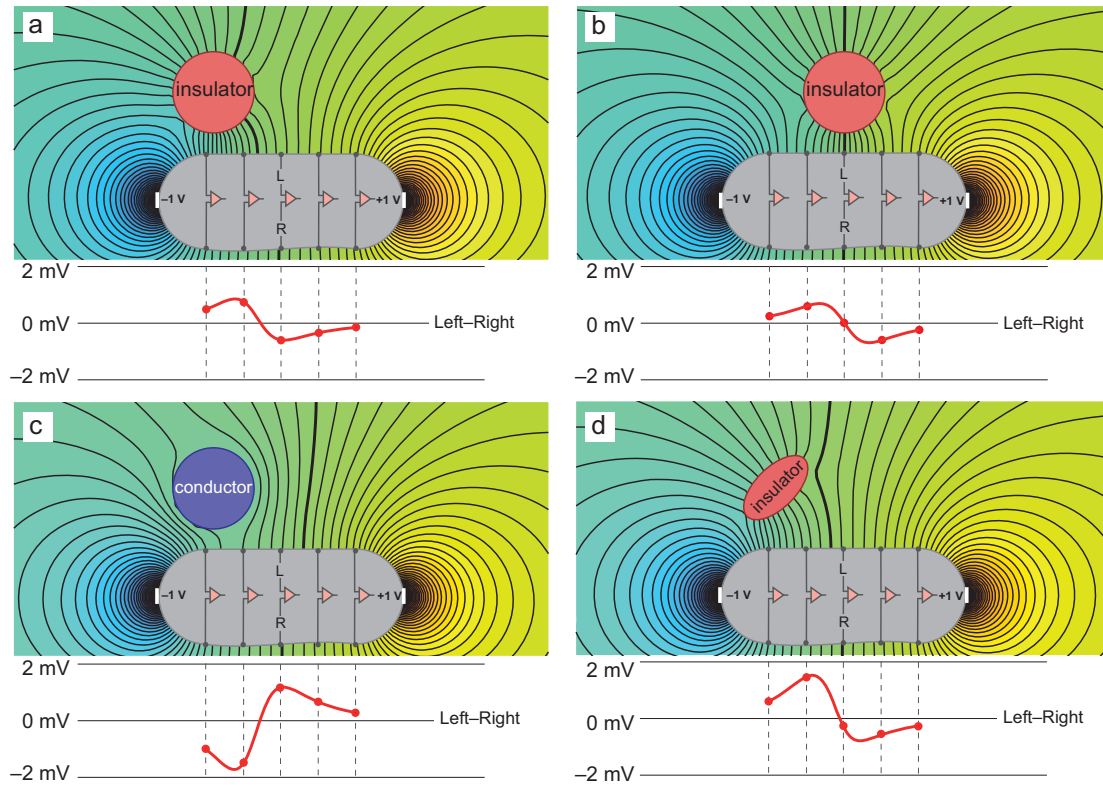 a
insulator
L
–1 V
+1 V
R
2 mV
0 mV
Left–Right
–2 mV
b
insulator
L
–1 V
+1 V
R
2 mV
0 mV
Left–Right
–2 mV
c
conductor
L
–1 V
+1 V
R
2 mV
0 mV
Left–Right
–2 mV
d
insulator
L
–1 V
+1 V
R
2 mV
0 mV
Left–Right
–2 mV